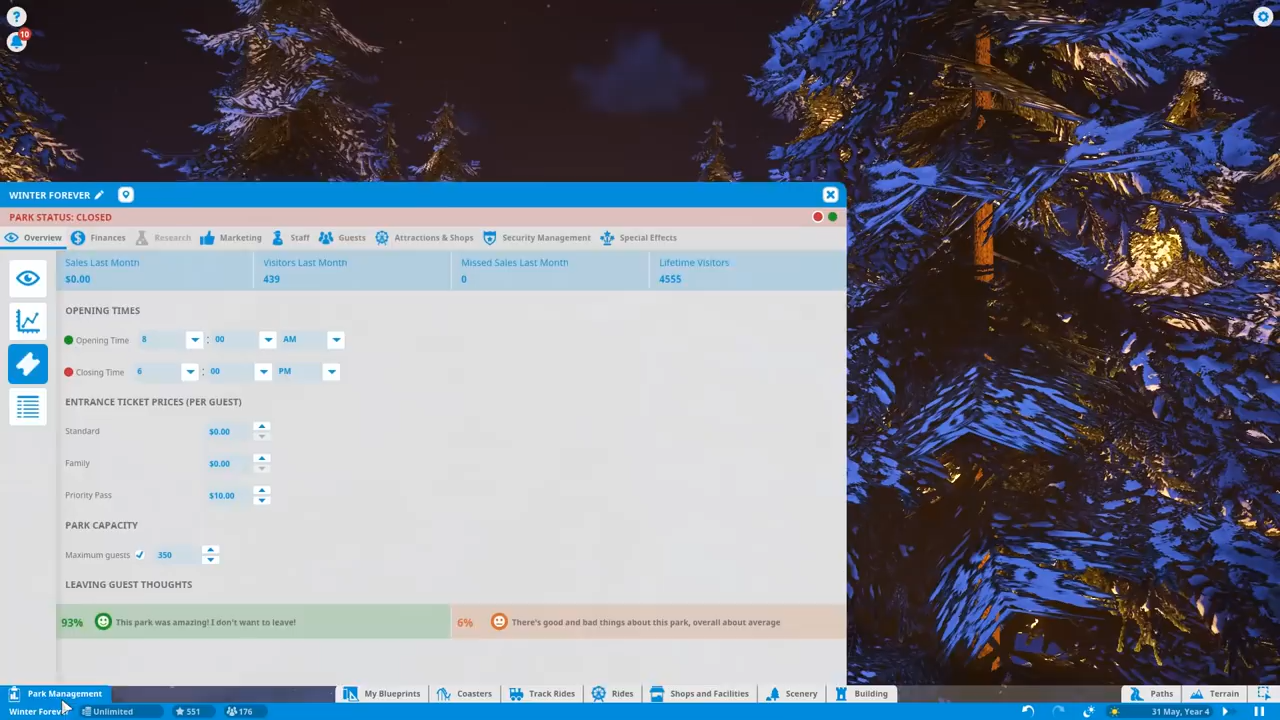 ?
10
WINTER FOREVER
PARK STATUS: CLOSED
Overview Finances Research Marketing Staff Guests Attractions & Shops Security Management Special Effects
Sales Last Month Visitors Last Month Missed Sales Last Month Lifetime Visitors
$0.00 439 0 4555
OPENING TIMES
Opening Time 8 : 00 AM
Closing Time 6 : 00 PM
ENTRANCE TICKET PRICES (PER GUEST)
Standard $0.00
Family $0.00
Priority Pass $10.00
PARK CAPACITY
Maximum guests 350
LEAVING GUEST THOUGHTS
93% This park was amazing! I don't want to leave! 6% There's good and bad things about this park, overall about average
Park Management My Blueprints Coasters Track Rides Rides Shops and Facilities Scenery Building Paths Terrain
Winter Forever Unlimited 551 176 31 May, Year 4